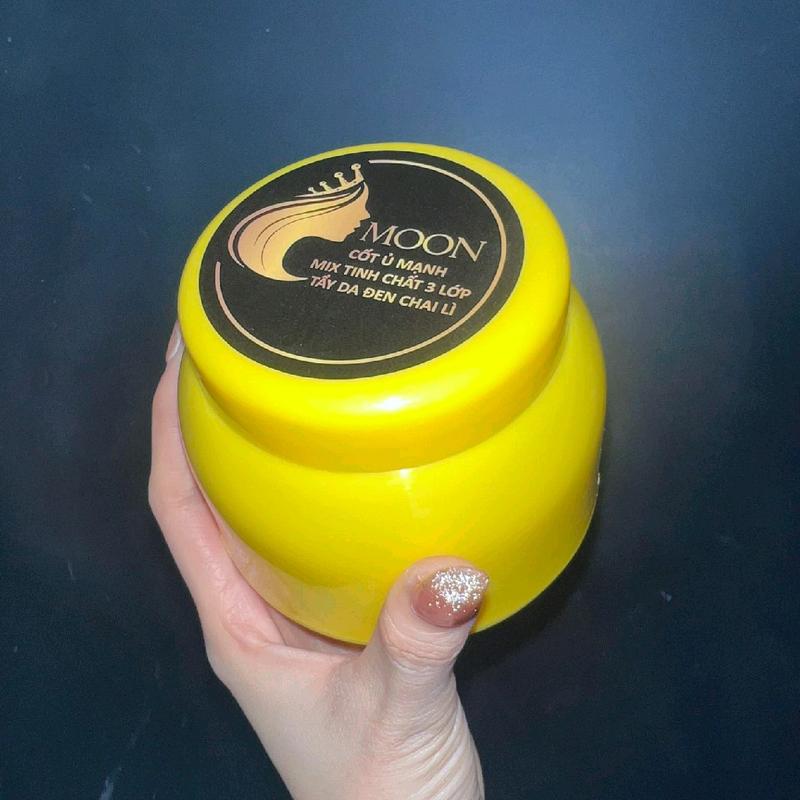 MOON
CỐT Ủ MẠNH
MIX TINH CHẤT 3 LỚP
TẨY DA ĐEN CHAI LÌ